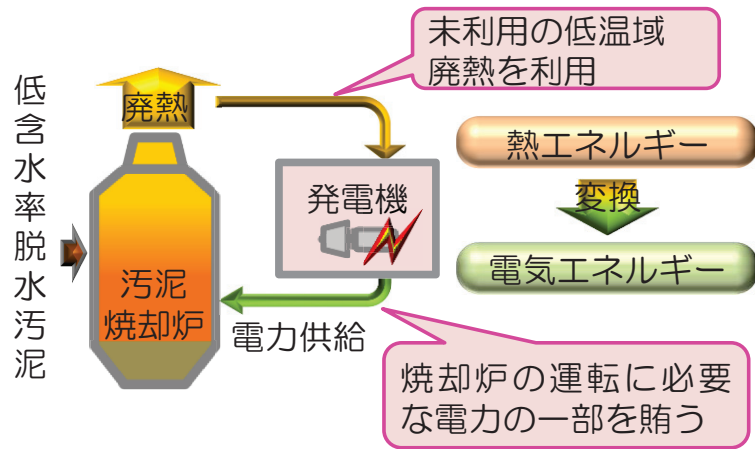 低含水率脱水汚泥
廃熱
未利用の低温域
廃熱を利用
発電機
熱エネルギー
変換
電気エネルギー
汚泥
焼却炉
電力供給
焼却炉の運転に必要
な電力の一部を賄う